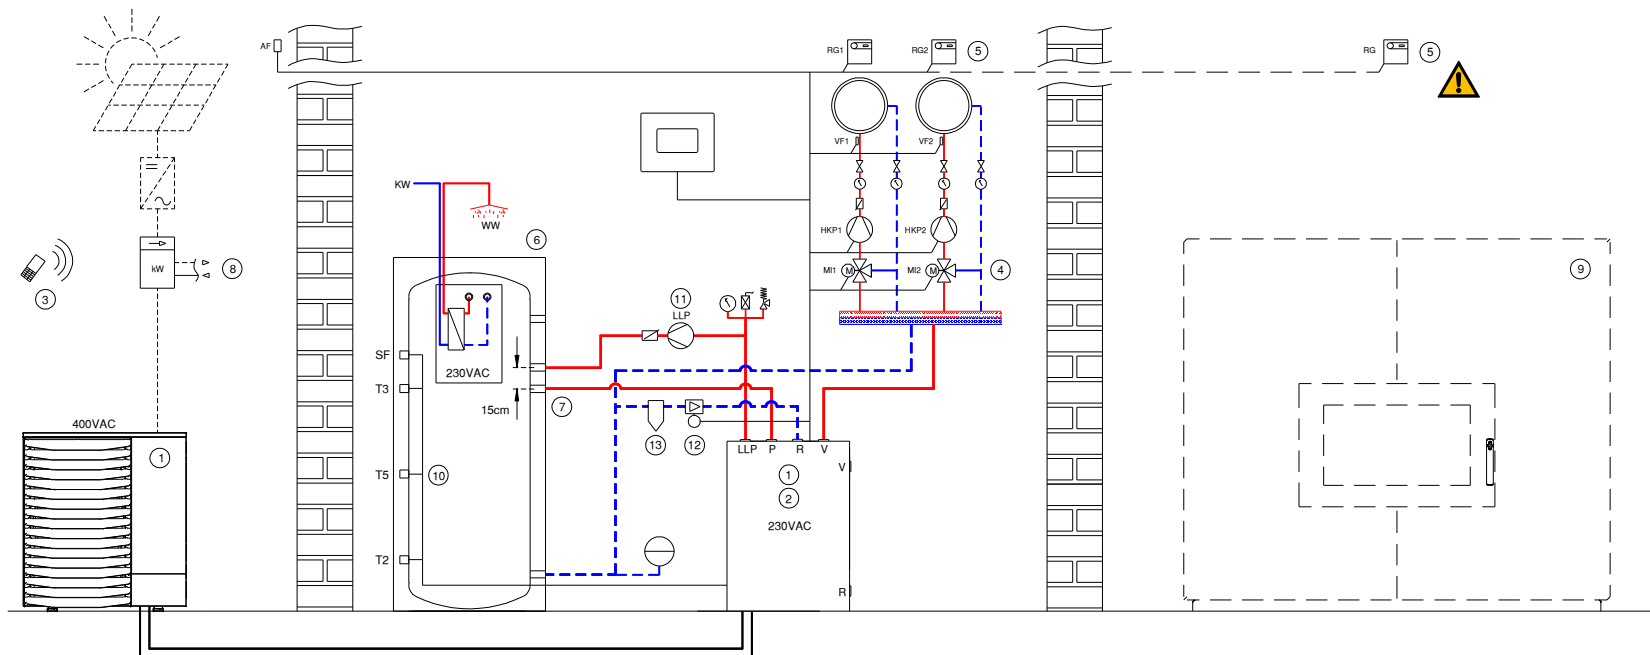 AF
RG1
RG2
5
RG
5
VF1
VF2
KW
WW
6
HKP1
HKP2
kW
8
3
MI1
M
MI2
M
4
9
11
LLP
SF
230VAC
T3
15cm
7
400VAC
1
13
12
LLP
P
R
V
V
T5
10
1
2
230VAC
T2
R